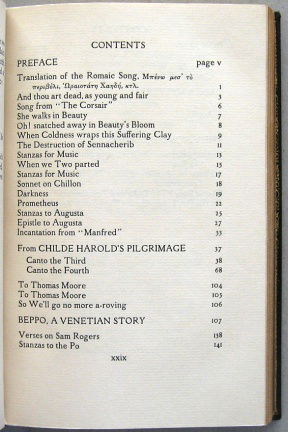 CONTENTS
PREFACE page v
Translation of the Romaic Song, Μπένω μεσ' τὸ
περιβόλι, Ὡραιοτάτη Χαηδή, κτλ. 1
And thou art dead, as young and fair 3
Song from "The Corsair" 6
She walks in Beauty 7
Oh! snatched away in Beauty's Bloom 8
When Coldness wraps this Suffering Clay 9
The Destruction of Sennacherib 11
Stanzas for Music 13
When we Two parted 15
Stanzas for Music 17
Sonnet on Chillon 18
Darkness 19
Prometheus 22
Stanzas to Augusta 25
Epistle to Augusta 27
Incantation from "Manfred" 33
From CHILDE HAROLD'S PILGRIMAGE 37
Canto the Third 38
Canto the Fourth 68
To Thomas Moore 104
To Thomas Moore 105
So We'll go no more a-roving 106
BEPPO, A VENETIAN STORY 107
Verses on Sam Rogers 138
Stanzas to the Po 141
xxix